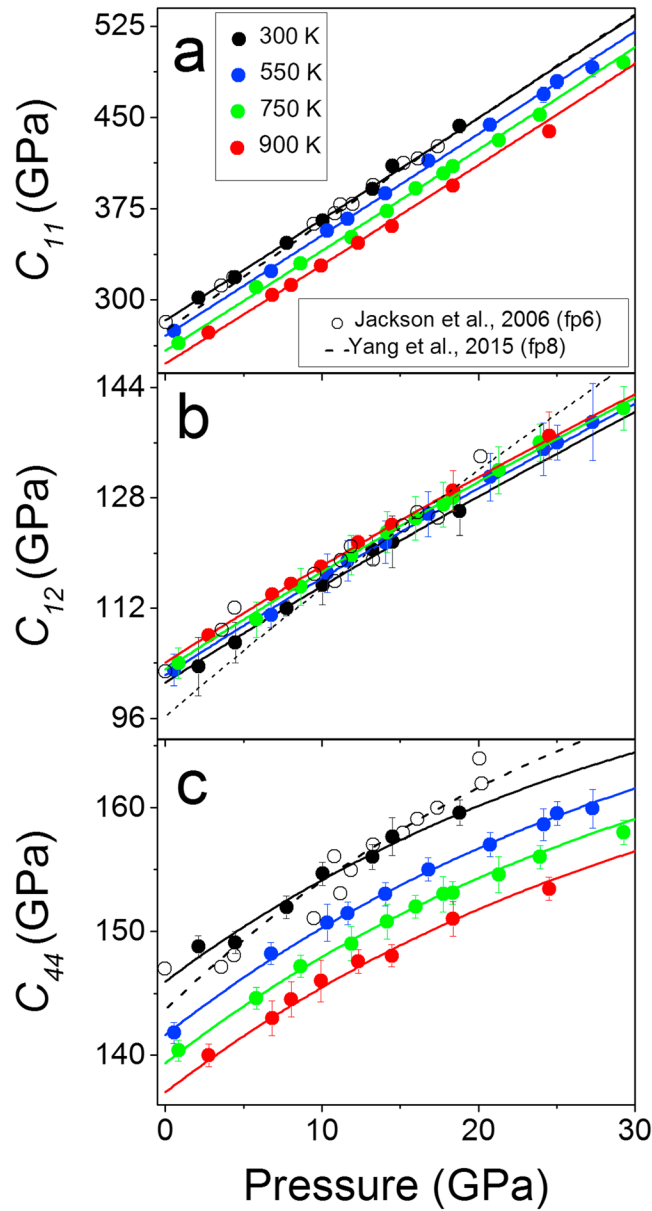 a
300 K
550 K
750 K
900 K
525
450
375
300
C11 (GPa)
Jackson et al., 2006 (fp6)
Yang et al., 2015 (fp8)
b
144
128
112
96
C12 (GPa)
c
160
150
140
C44 (GPa)
0 10 20 30
Pressure (GPa)